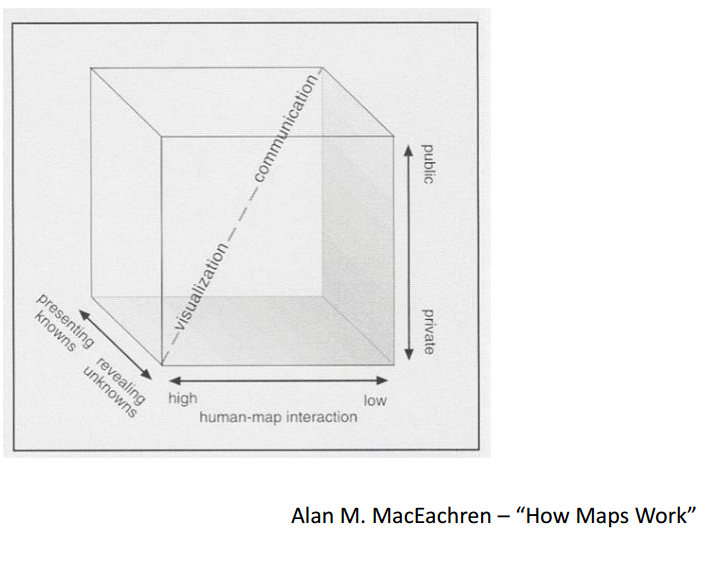 communication
visualization
public
private
presenting
knowns
revealing
unknowns
high
low
human-map interaction
Alan M. MacEachren – “How Maps Work”